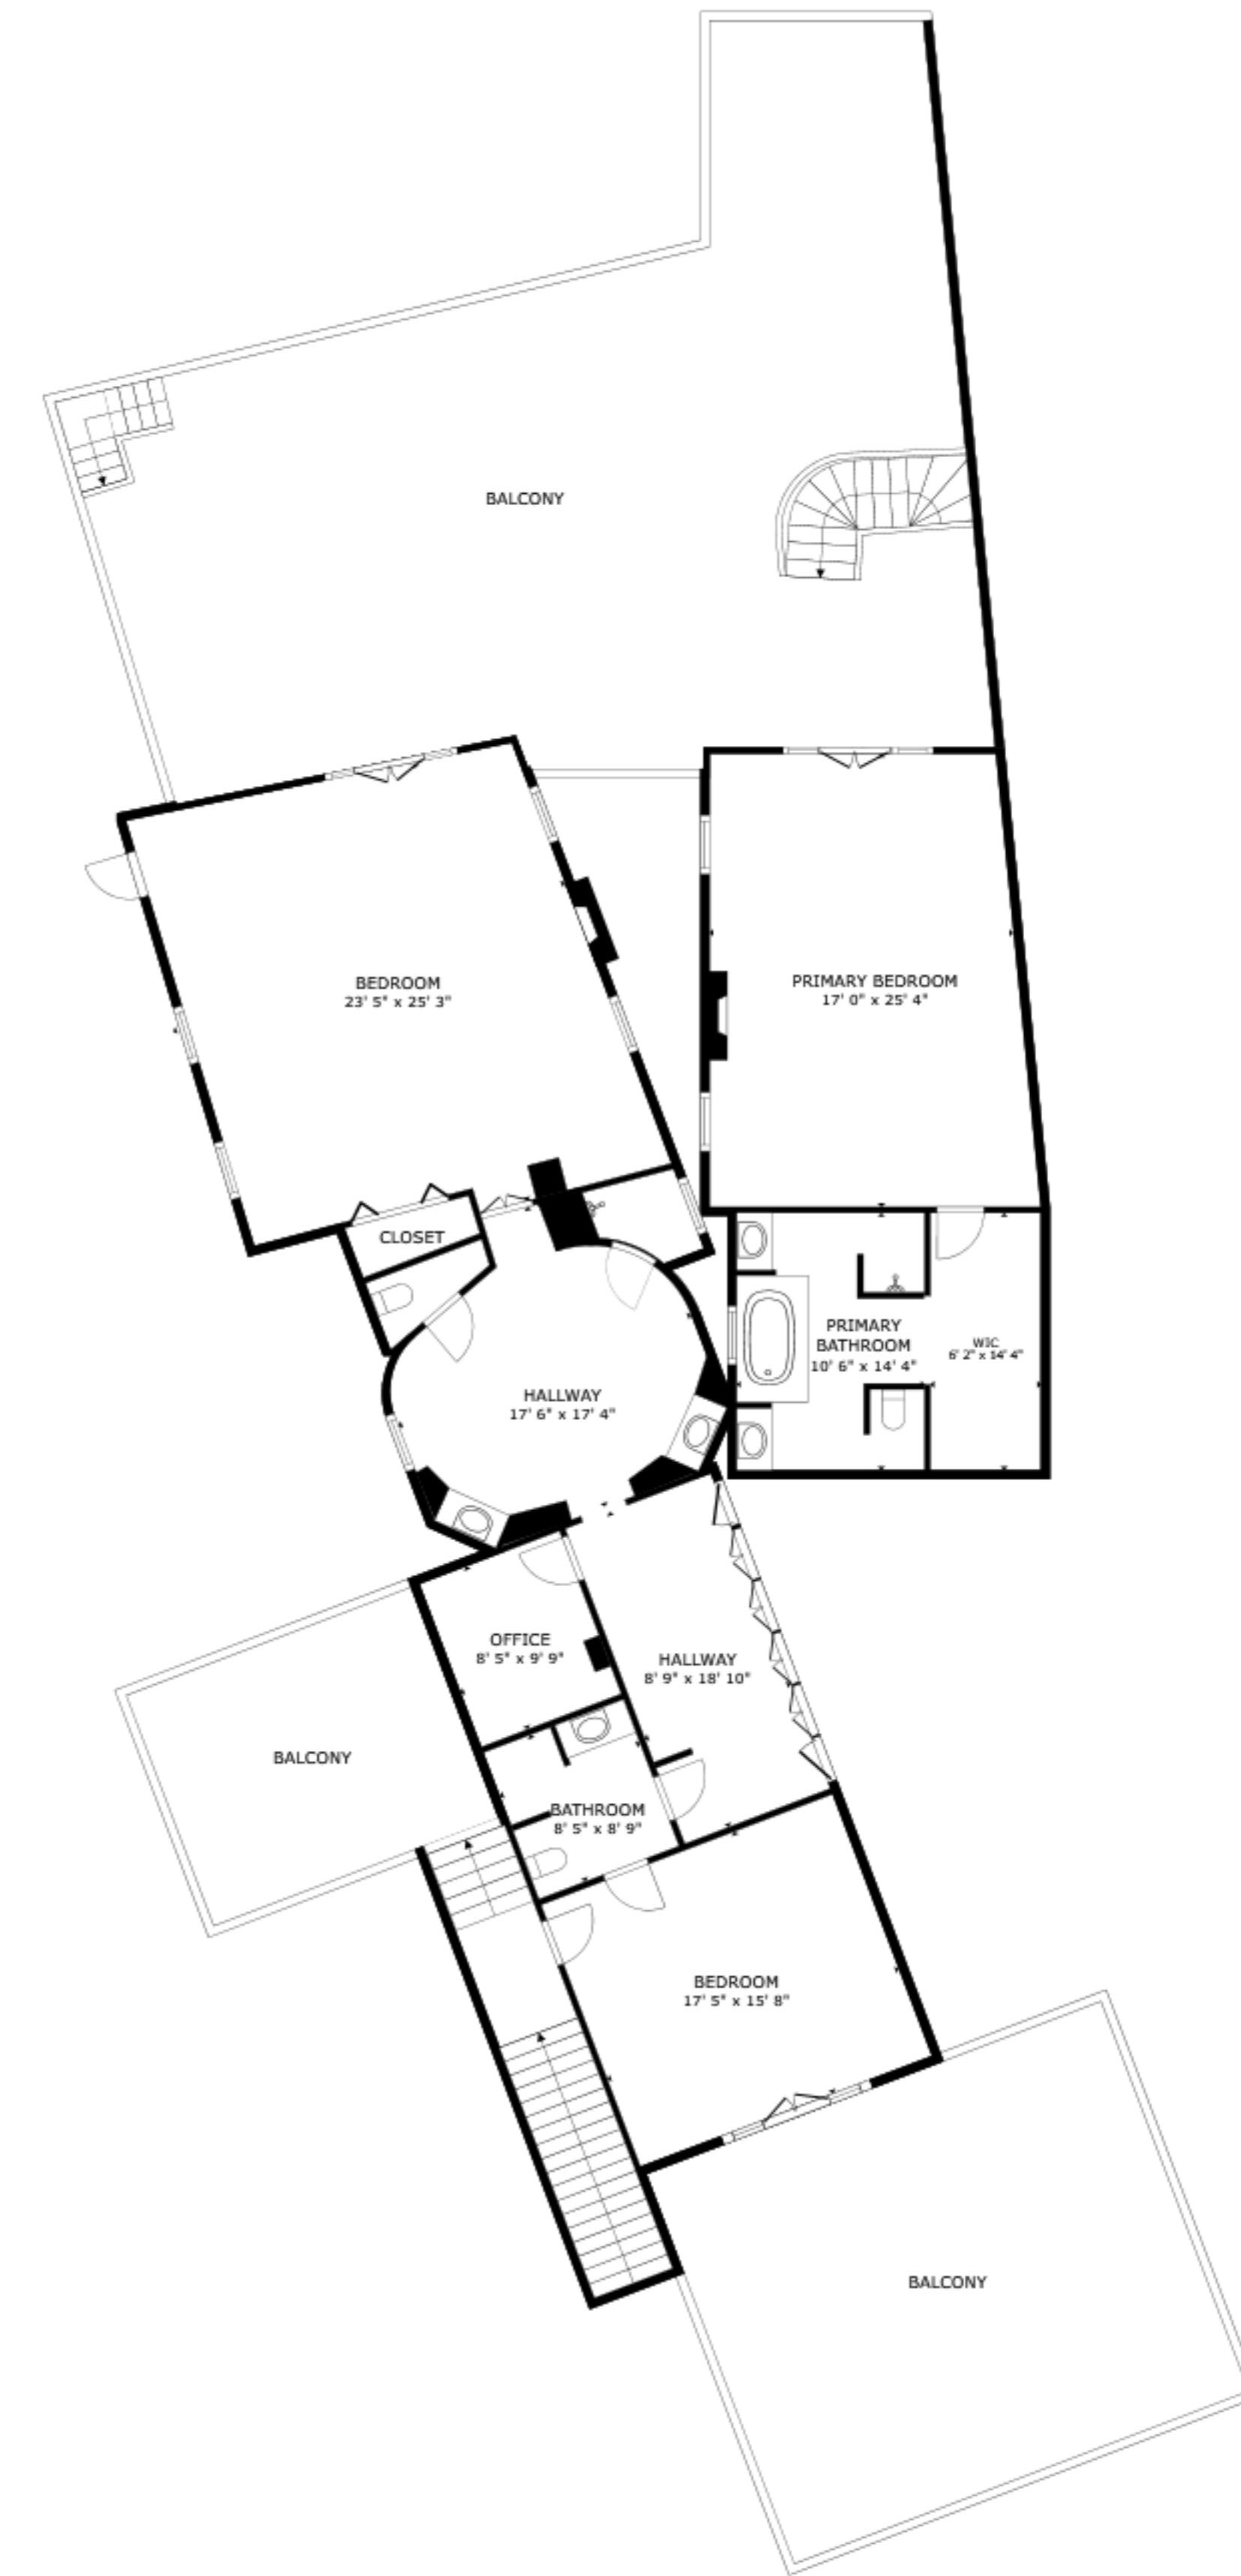 BALCONY
BEDROOM
23' 5" x 25' 3"
PRIMARY BEDROOM
17' 0" x 25' 4"
CLOSET
PRIMARY
BATHROOM
10' 6" x 14' 4"
WIC
6' 2" x 14' 4"
HALLWAY
17' 6" x 17' 4"
OFFICE
8' 5" x 9' 9"
HALLWAY
8' 9" x 18' 10"
BALCONY
BATHROOM
8' 5" x 8' 9"
BEDROOM
17' 5" x 15' 8"
BALCONY